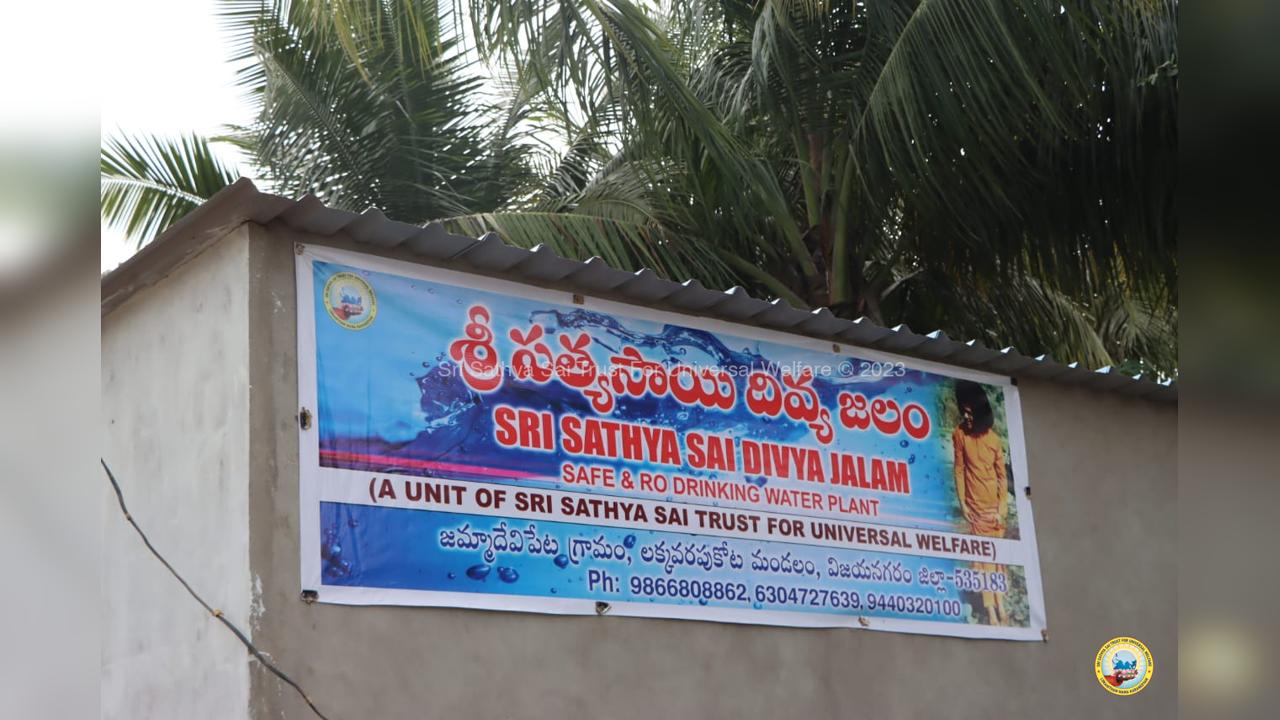 శ్రీ సత్యసాయి దివ్య జలం
Sri Sathya Sai Trust For Universal Welfare © 2023
SRI SATHYA SAI DIVYA JALAM
SAFE & RO DRINKING WATER PLANT
(A UNIT OF SRI SATHYA SAI TRUST FOR UNIVERSAL WELFARE)
జమ్మాదేవిపేట గ్రామం, లక్కవరపుకోట మండలం, విజయనగరం జిల్లా-535183
Ph: 9866808862, 6304727639, 9440320100